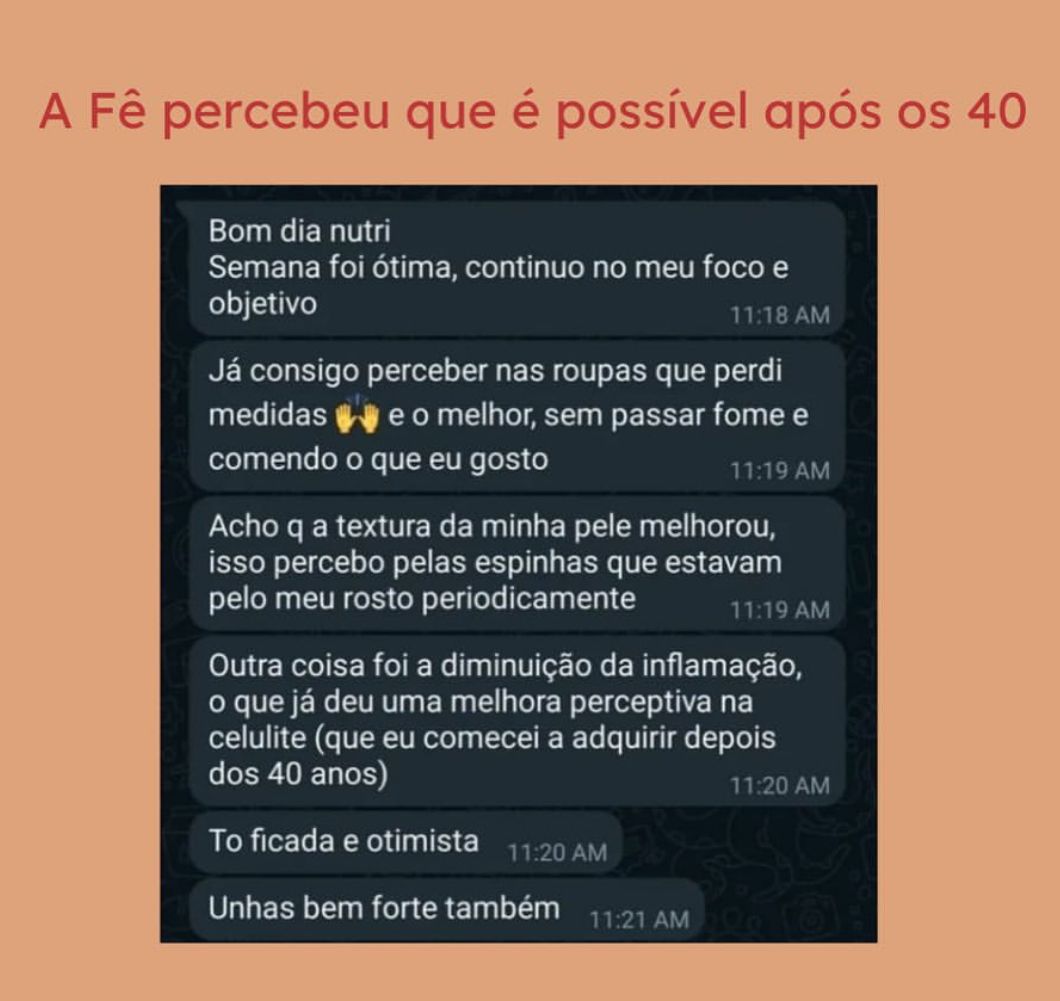 A Fê percebeu que é possível após os 40
Bom dia nutri
Semana foi ótima, continuo no meu foco e
objetivo
11:18 AM
Já consigo perceber nas roupas que perdi
medidas 🙌 e o melhor, sem passar fome e
comendo o que eu gosto
11:19 AM
Acho q a textura da minha pele melhorou,
isso percebo pelas espinhas que estavam
pelo meu rosto periodicamente
11:19 AM
Outra coisa foi a diminuição da inflamação,
o que já deu uma melhora perceptiva na
celulite (que eu comecei a adquirir depois
dos 40 anos)
11:20 AM
To ficada e otimista
11:20 AM
Unhas bem forte também
11:21 AM